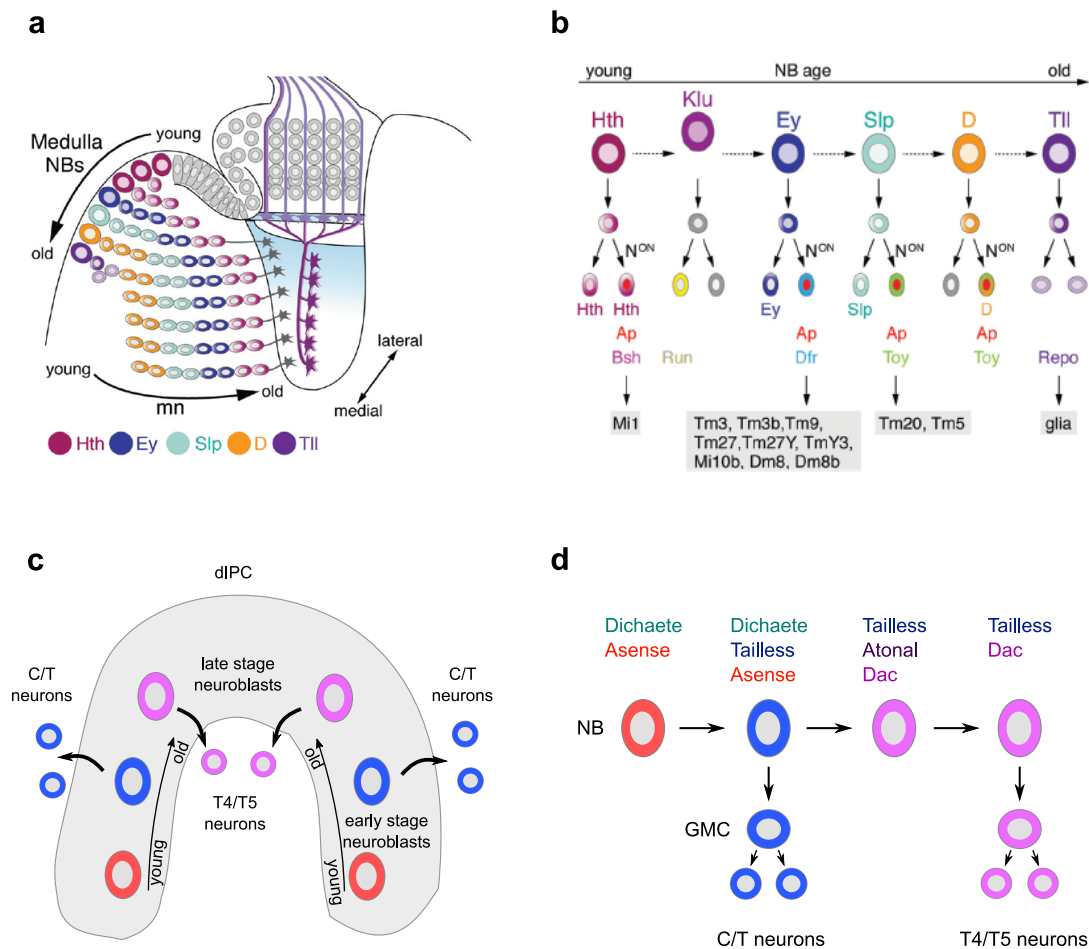 a
Medulla
NBs
young
old
young
old
mn
lateral
medial
Hth Ey Slp D Tll
b
young NB age old
Hth Klu Ey Slp D Tll
N^ON N^ON N^ON N^ON
Hth Hth Ey Slp D
Ap Ap Ap Ap
Bsh Run Dfr Toy Toy Repo
Mi1
Tm3, Tm3b,Tm9,
Tm27,Tm27Y, TmY3,
Mi10b, Dm8, Dm8b
Tm20, Tm5
glia
c
dIPC
C/T
neurons
late stage
neuroblasts
C/T
neurons
old
old
T4/T5
neurons
early stage
neuroblasts
young
young
d
Dichaete
Asense
Dichaete
Tailless
Asense
Tailless
Atonal
Dac
Tailless
Dac
NB
GMC
C/T neurons
T4/T5 neurons